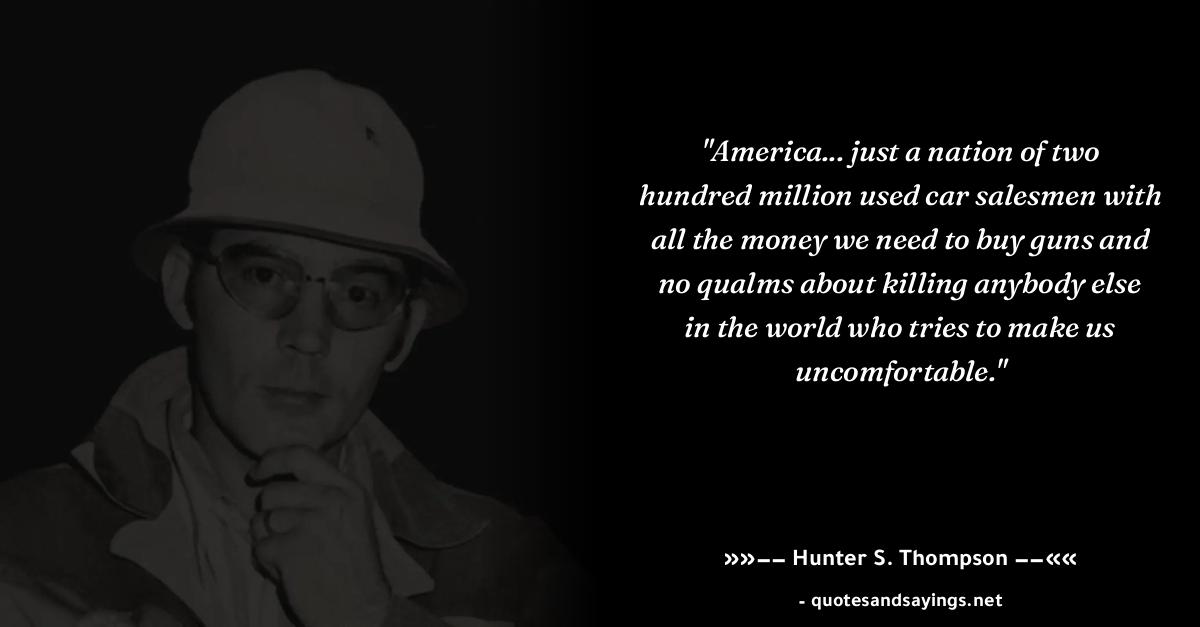 "America... just a nation of two
hundred million used car salesmen with
all the money we need to buy guns and
no qualms about killing anybody else
in the world who tries to make us
uncomfortable."
»»−− Hunter S. Thompson −−««
- quotesandsayings.net